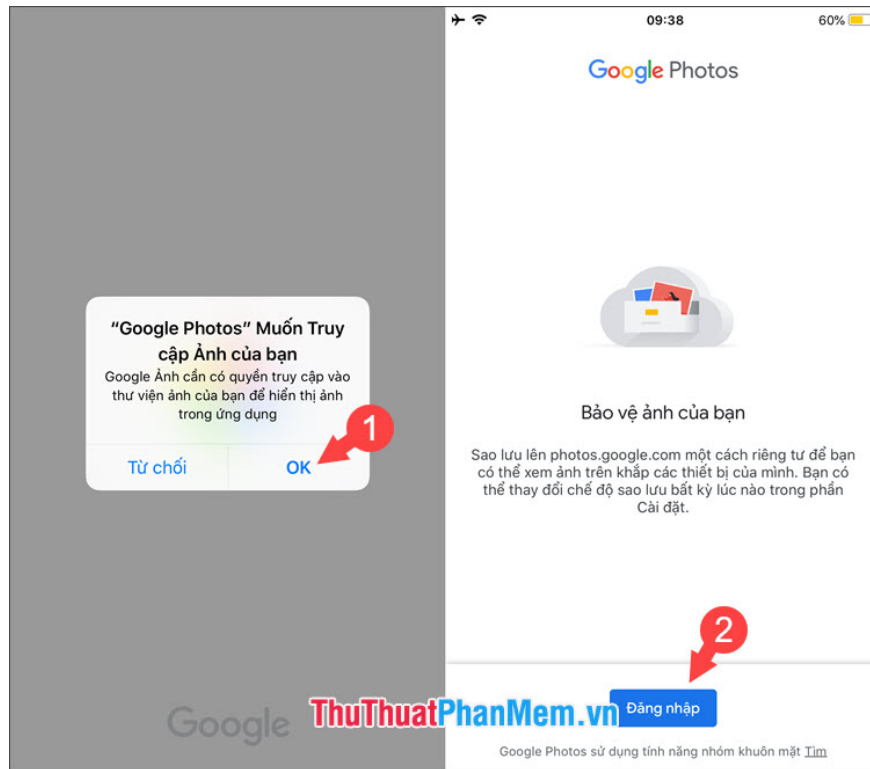 “Google Photos” Muốn Truy
cập Ảnh của bạn
Google Ảnh cần có quyền truy cập vào
thư viện ảnh của bạn để hiển thị ảnh
trong ứng dụng
1
Từ chối
OK
Google
09:38
60%
Google Photos
Bảo vệ ảnh của bạn
Sao lưu lên photos.google.com một cách riêng tư để bạn
có thể xem ảnh trên khắp các thiết bị của mình. Bạn có
thể thay đổi chế độ sao lưu bất kỳ lúc nào trong phần
Cài đặt.
2
Đăng nhập
ThuThuatPhanMem.vn
Google Photos sử dụng tính năng nhóm khuôn mặt Tìm